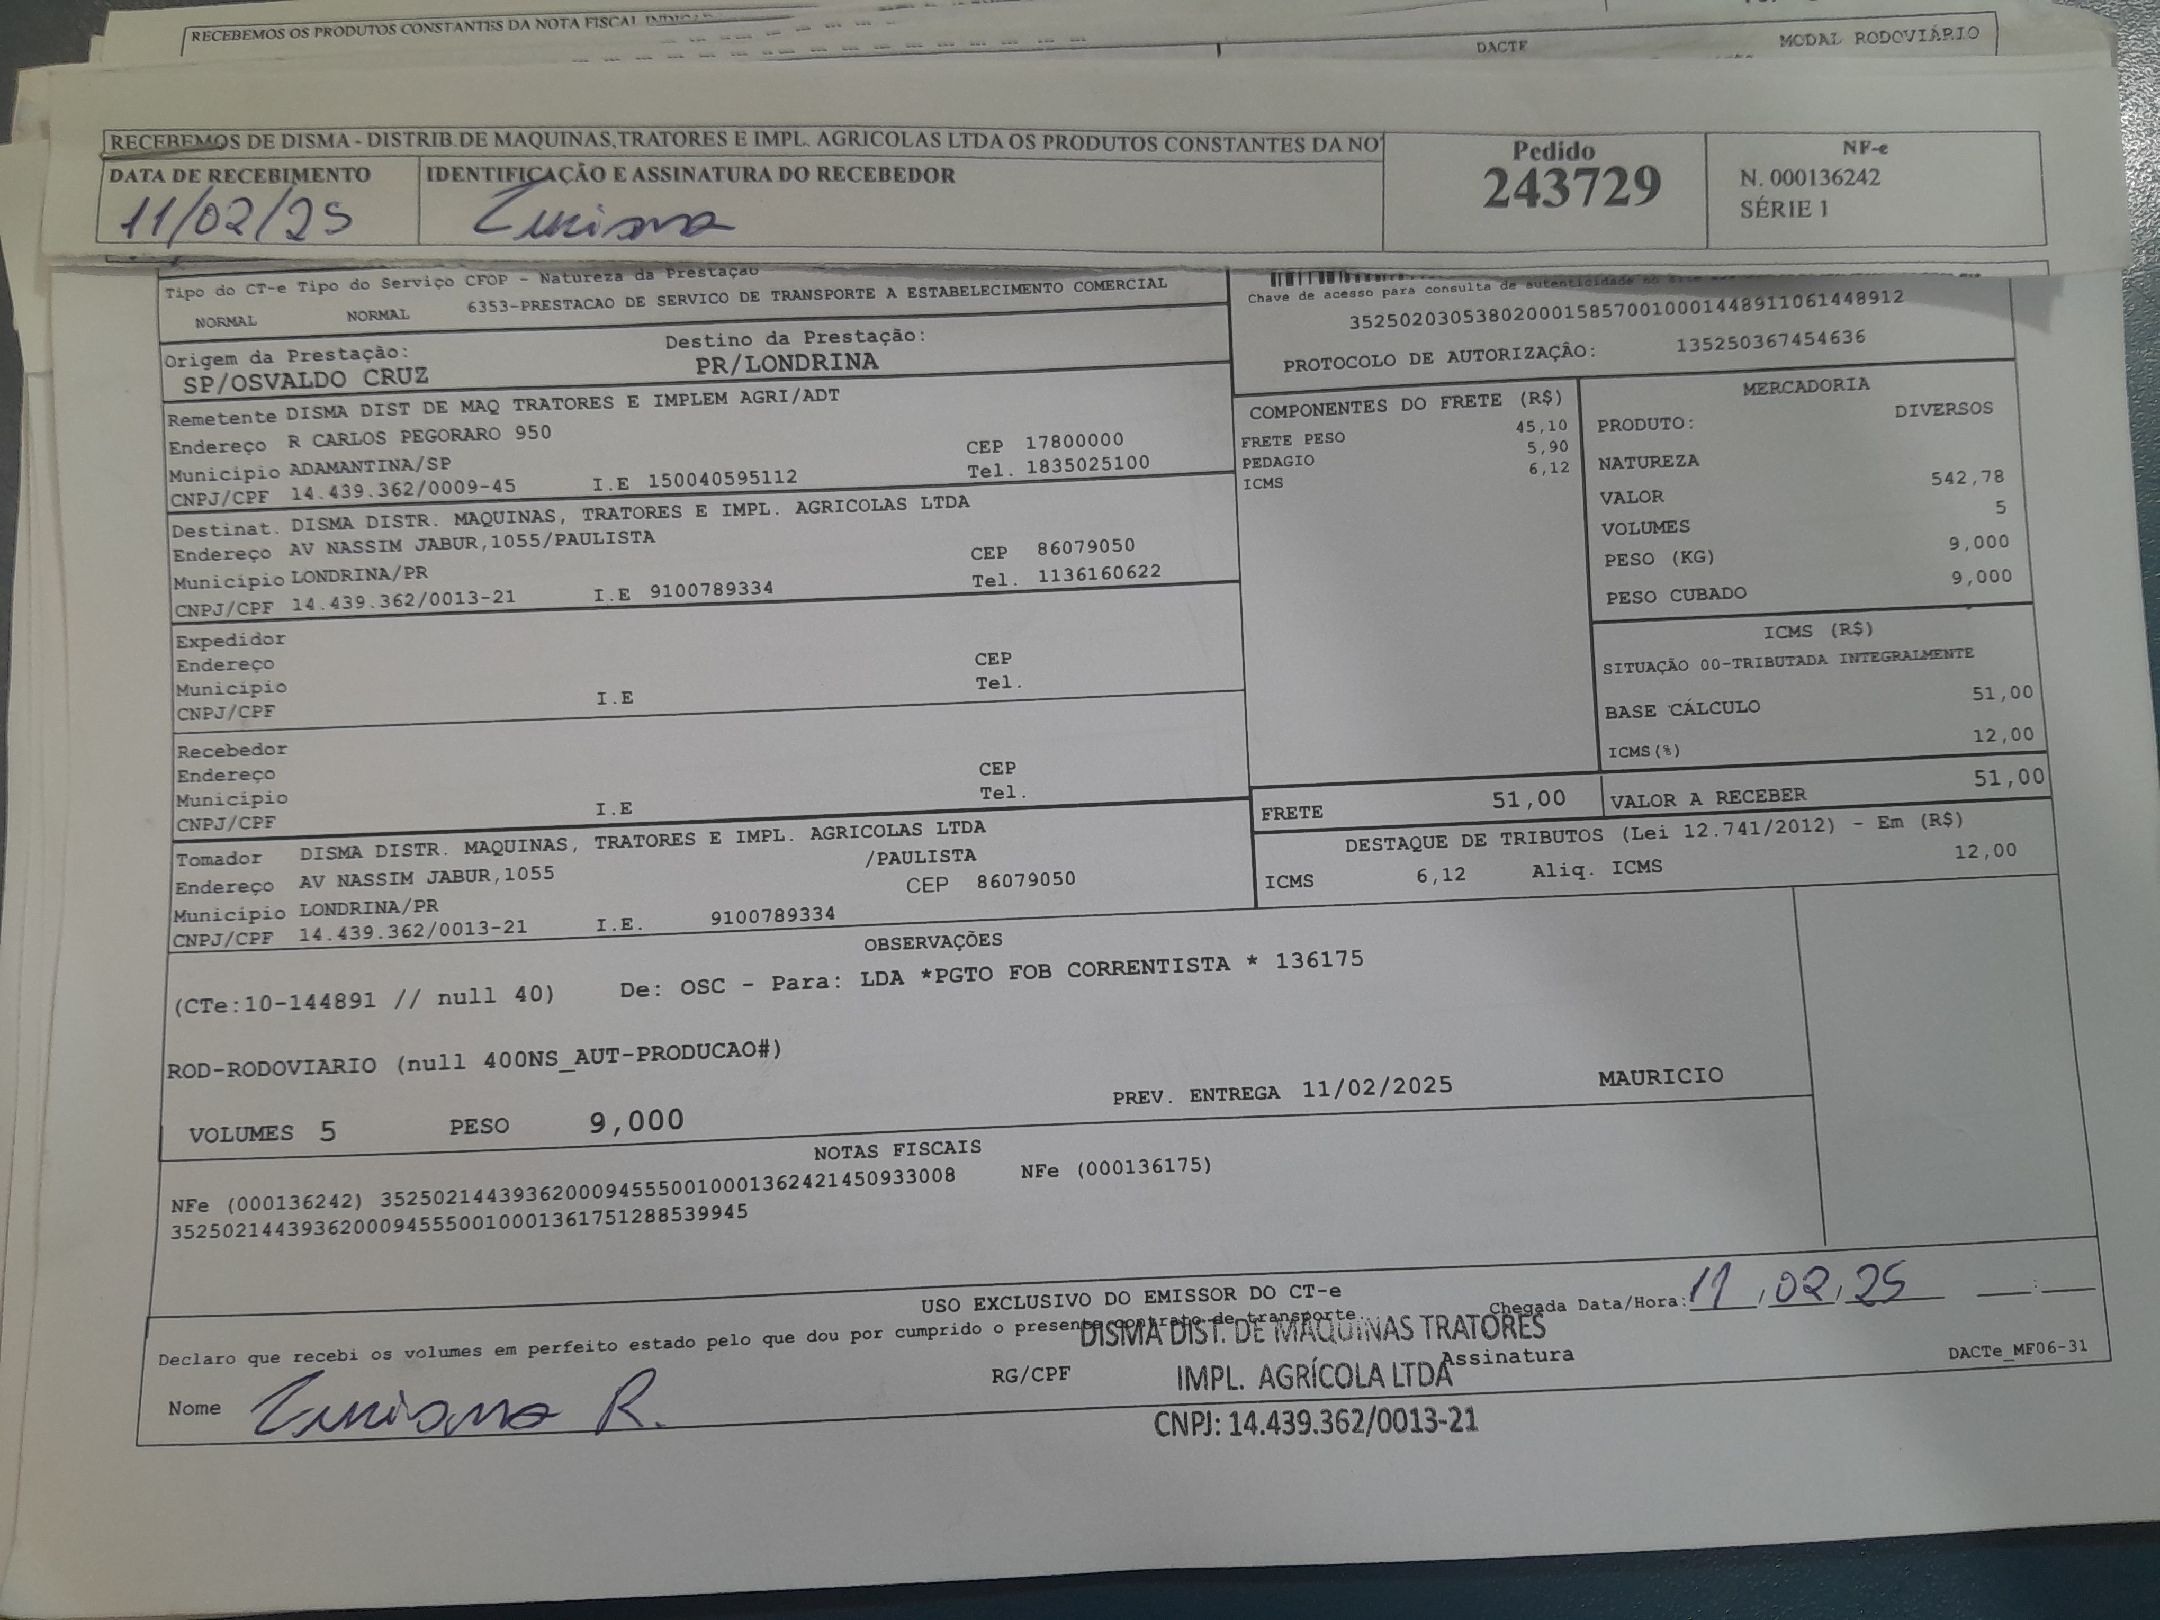 RECEBEMOS OS PRODUTOS CONSTANTES DA NOTA FISCAL
DACTE
MODAL RODOVIÁRIO
RECEBEMOS DE DISMA - DISTRIB.DE MAQUINAS,TRATORES E IMPL. AGRICOLAS LTDA OS PRODUTOS CONSTANTES DA NO
DATA DE RECEBIMENTO
IDENTIFICAÇÃO E ASSINATURA DO RECEBEDOR
11/02/25
Luciana
Pedido
243729
NF-e
N. 000136242
SÉRIE 1
Tipo do CT-e Tipo do Serviço CFOP - Natureza da Prestação
NORMAL NORMAL 6353-PRESTACAO DE SERVICO DE TRANSPORTE A ESTABELECIMENTO COMERCIAL
Chave de acesso para consulta de autenticidade no
35250203053802000158570010001448911061448912
PROTOCOLO DE AUTORIZAÇÃO: 135250367454636
Origem da Prestação: Destino da Prestação:
SP/OSVALDO CRUZ PR/LONDRINA
Remetente DISMA DIST DE MAQ TRATORES E IMPLEM AGRI/ADT
Endereço R CARLOS PEGORARO 950 CEP 17800000
Município ADAMANTINA/SP Tel. 1835025100
CNPJ/CPF 14.439.362/0009-45 I.E 150040595112
Destinat. DISMA DISTR. MAQUINAS, TRATORES E IMPL. AGRICOLAS LTDA
Endereço AV NASSIM JABUR,1055/PAULISTA CEP 86079050
Município LONDRINA/PR Tel. 1136160622
CNPJ/CPF 14.439.362/0013-21 I.E 9100789334
Expedidor
Endereço CEP
Município Tel.
CNPJ/CPF I.E
Recebedor
Endereço CEP
Município Tel.
CNPJ/CPF I.E
Tomador DISMA DISTR. MAQUINAS, TRATORES E IMPL. AGRICOLAS LTDA
/PAULISTA
Endereço AV NASSIM JABUR,1055 CEP 86079050
Município LONDRINA/PR
CNPJ/CPF 14.439.362/0013-21 I.E. 9100789334
COMPONENTES DO FRETE (R$)
FRETE PESO 45,10
PEDAGIO 5,90
ICMS 6,12
MERCADORIA
PRODUTO: DIVERSOS
NATUREZA
VALOR 542,78
VOLUMES 5
PESO (KG) 9,000
PESO CUBADO 9,000
ICMS (R$)
SITUAÇÃO 00-TRIBUTADA INTEGRALMENTE
BASE CÁLCULO 51,00
ICMS(%) 12,00
FRETE 51,00 VALOR A RECEBER 51,00
DESTAQUE DE TRIBUTOS (Lei 12.741/2012) - Em (R$)
ICMS 6,12 Aliq. ICMS 12,00
OBSERVAÇÕES
(CTe:10-144891 // null 40) De: OSC - Para: LDA *PGTO FOB CORRENTISTA * 136175
ROD-RODOVIARIO (null 400NS_AUT-PRODUCAO#)
PREV. ENTREGA 11/02/2025 MAURICIO
VOLUMES 5 PESO 9,000
NOTAS FISCAIS
NFe (000136242) 35250214439362000945550010001362421450933008 NFe (000136175)
35250214439362000945550010001361751288539945
USO EXCLUSIVO DO EMISSOR DO CT-e
Declaro que recebi os volumes em perfeito estado pelo que dou por cumprido o presente contrato de transporte.
Chegada Data/Hora: 11/02/25 __:__
DISMA DIST. DE MAQUINAS TRATORES
IMPL. AGRÍCOLA LTDA
CNPJ: 14.439.362/0013-21
RG/CPF
Assinatura
DACTe_MF06-31
Nome Luciana R.